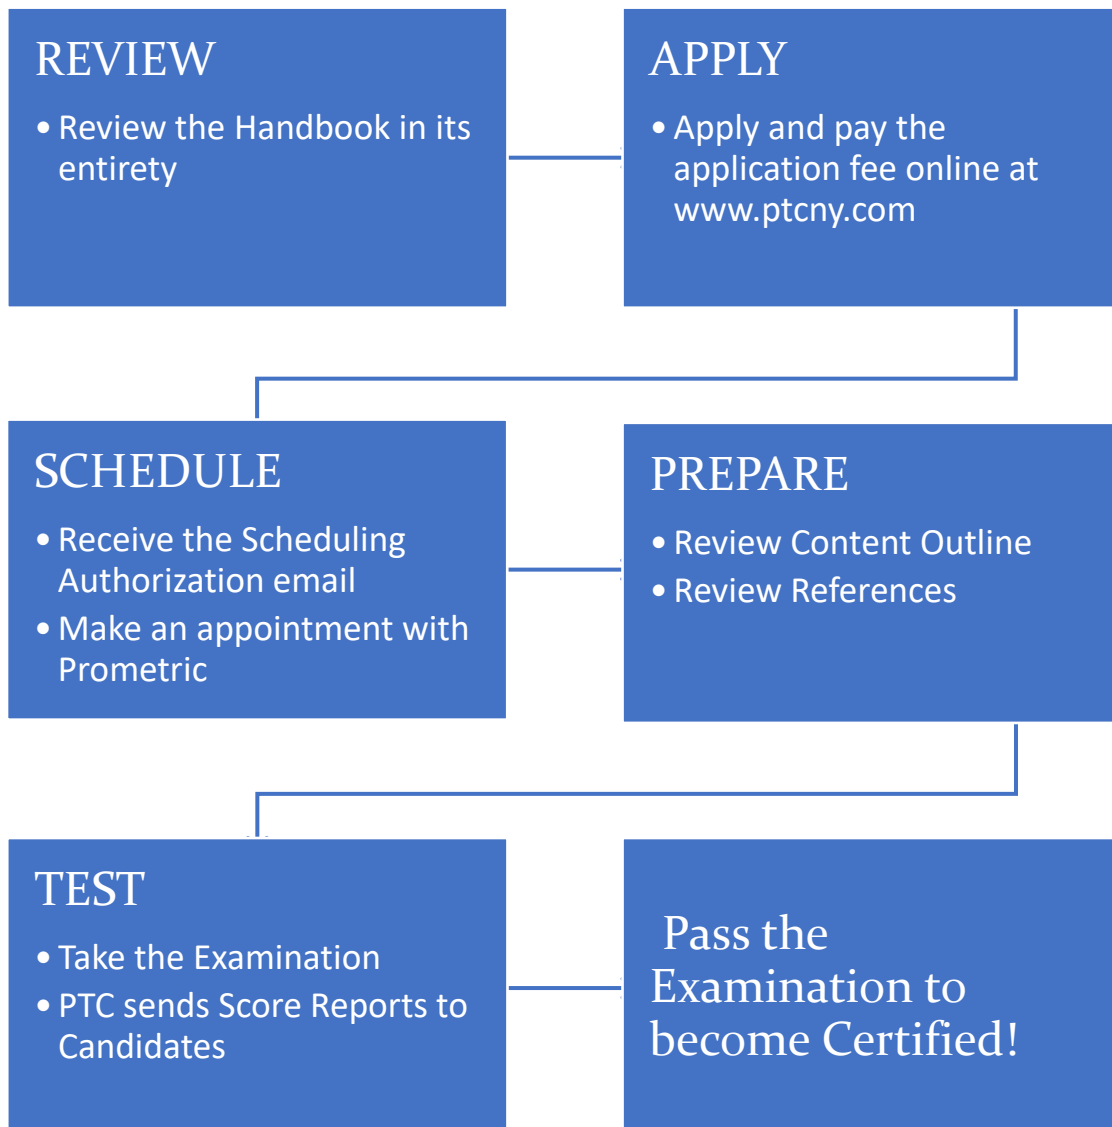 REVIEW
• Review the Handbook in its
entirety
APPLY
• Apply and pay the
application fee online at
www.ptcny.com
SCHEDULE
• Receive the Scheduling
Authorization email
• Make an appointment with
Prometric
PREPARE
• Review Content Outline
• Review References
TEST
• Take the Examination
• PTC sends Score Reports to
Candidates
Pass the
Examination to
become Certified!